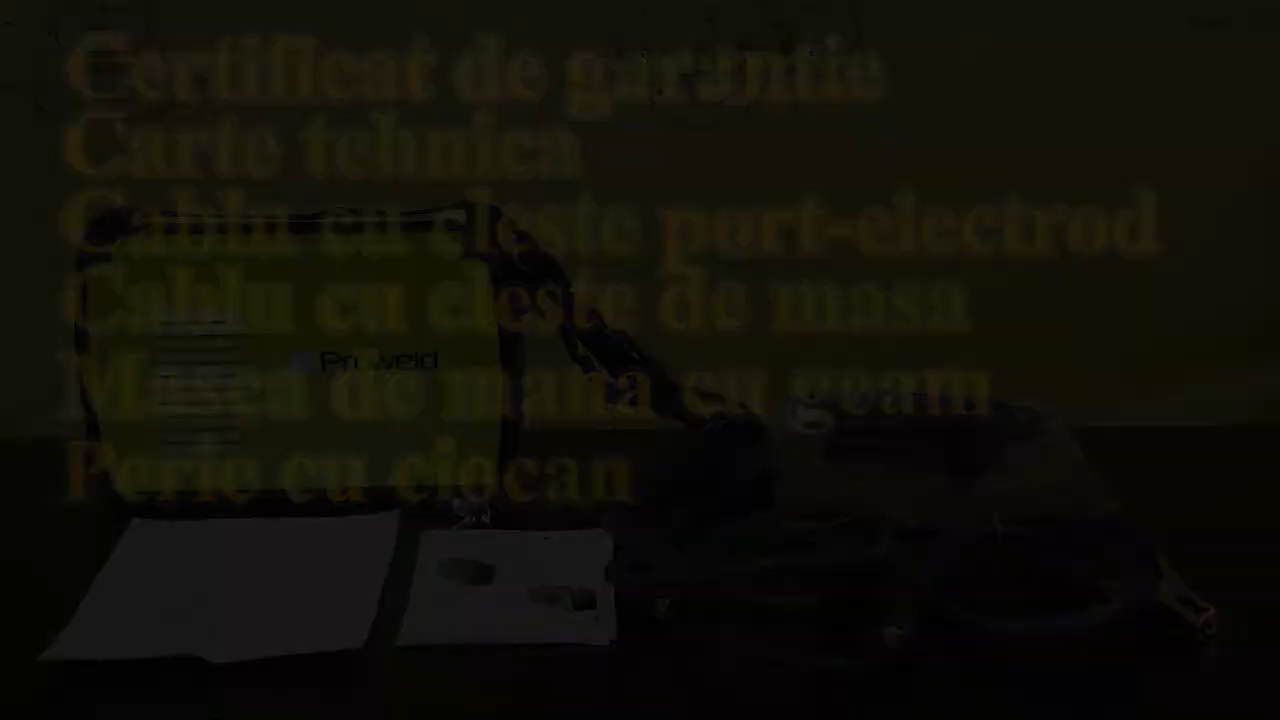 Certificat de garantie
Carte tehnica
Cablu cu cleste port-electrod
Cablu cu cleste de masa
Proweld
Masca de mana cu geam
Perie cu ciocan